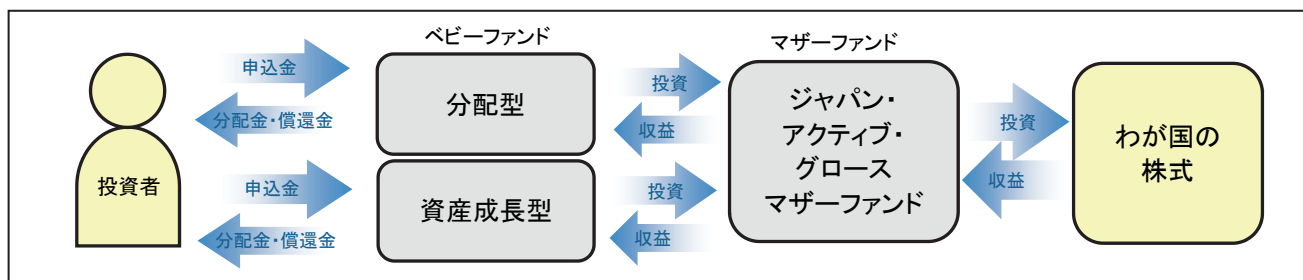 ベビーファンド
マザーファンド
申込金
分配金・償還金
分配型
投資
収益
投資者
申込金
分配金・償還金
資産成長型
投資
収益
ジャパン・
アクティブ・
グロース
マザーファンド
投資
収益
わが国の
株式